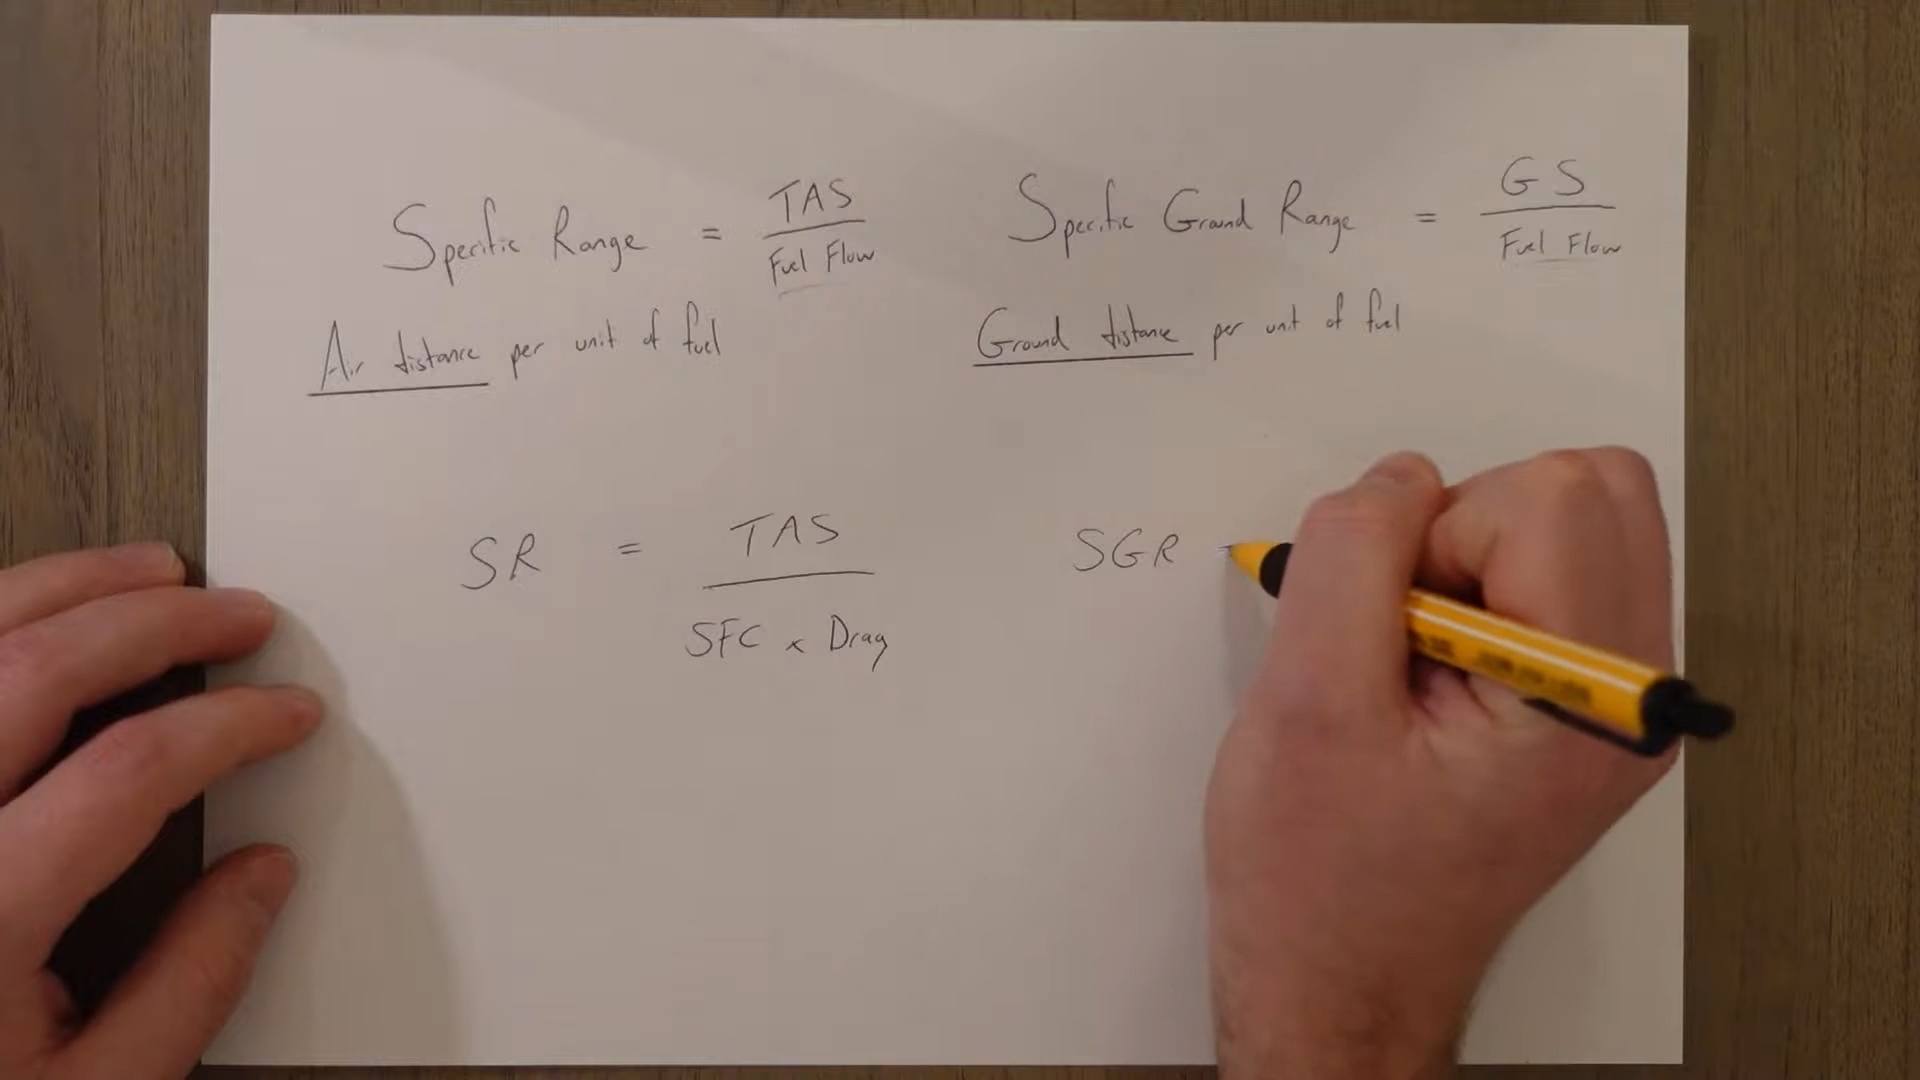 Specific Range = TAS / Fuel Flow
Air distance per unit of fuel
Specific Ground Range = GS / Fuel Flow
Ground distance per unit of fuel
SR = TAS / SFC x Drag
SGR =